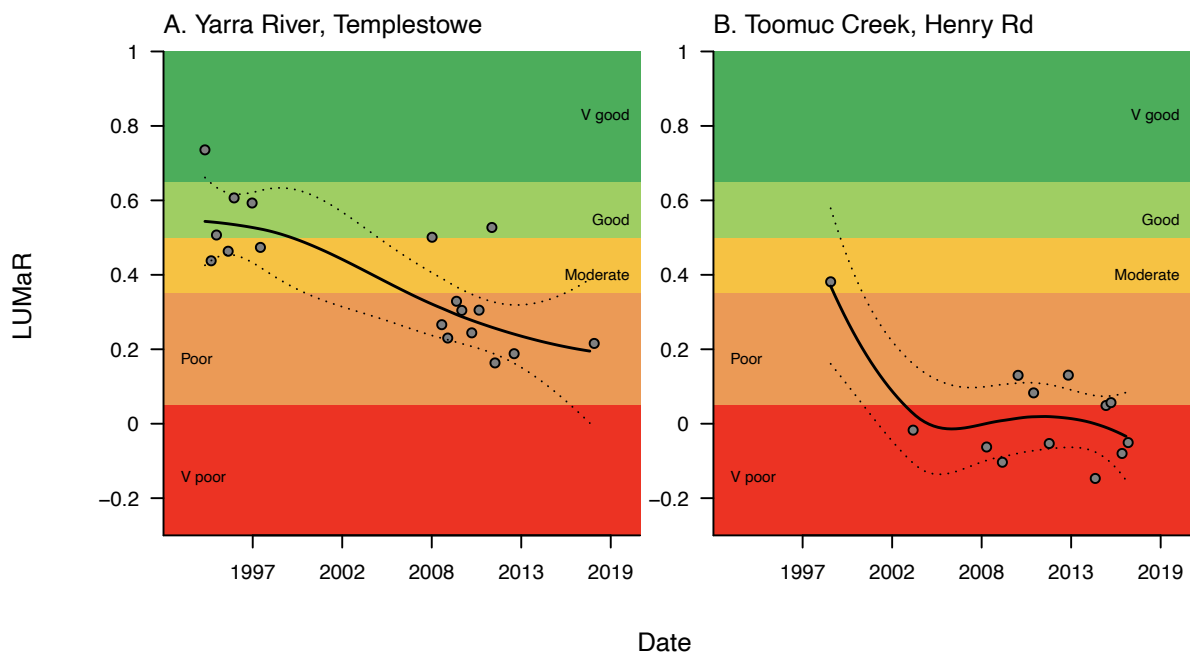 A. Yarra River, Templestowe
B. Toomuc Creek, Henry Rd
LUMaR
1
0.8
0.6
0.4
0.2
0
−0.2
V good
Good
Moderate
Poor
V poor
1997 2002 2008 2013 2019
1
0.8
0.6
0.4
0.2
0
−0.2
V good
Good
Moderate
Poor
V poor
1997 2002 2008 2013 2019
Date